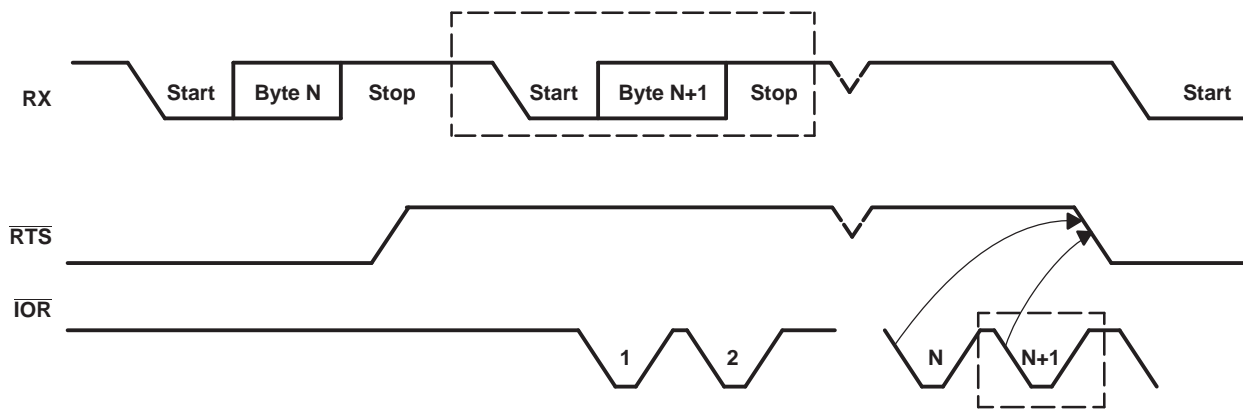 RX
Start
Byte N
Stop
Start
Byte N+1
Stop
Start
RTS
IOR
1
2
N
N+1